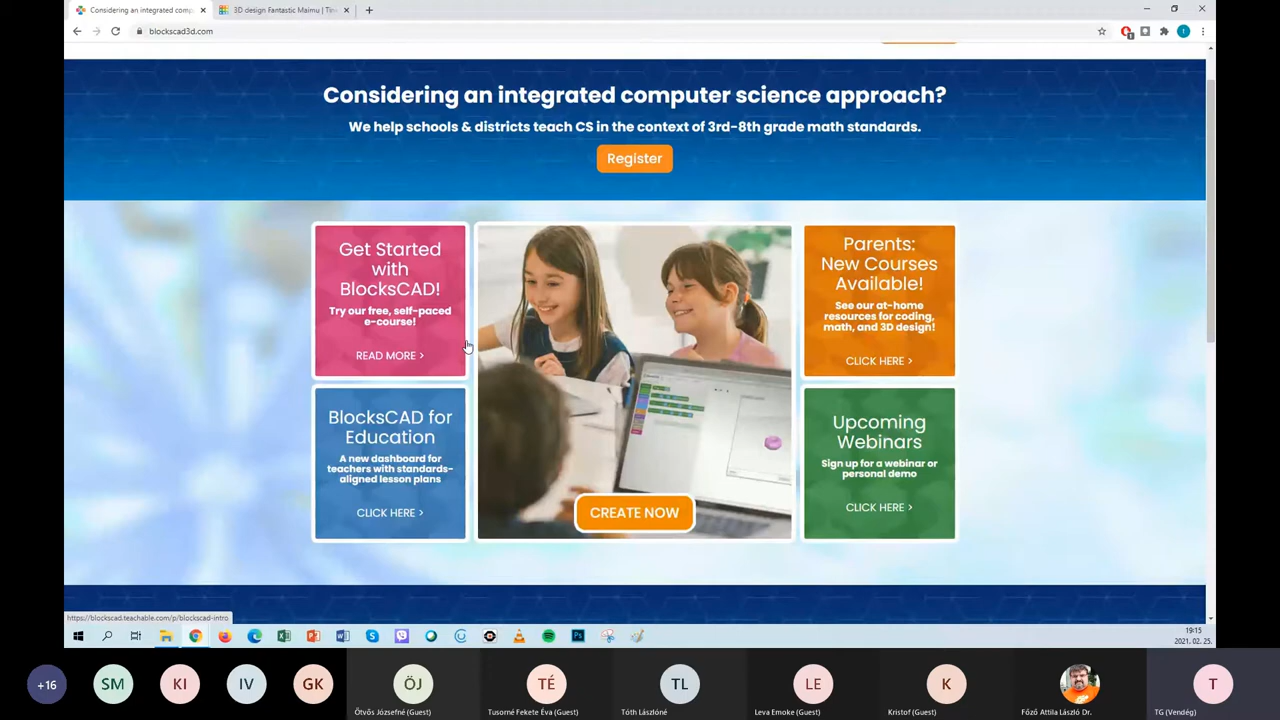 Considering an integrated comp
3D design Fantastic Maimu | Tin
blockscad3d.com
Considering an integrated computer science approach?
We help schools & districts teach CS in the context of 3rd-8th grade math standards.
Register
Get Started
with
BlocksCAD!
Try our free, self-paced
e-course!
READ MORE >
BlocksCAD for
Education
A new dashboard for
teachers with standards-
aligned lesson plans
CLICK HERE >
CREATE NOW
Parents:
New Courses
Available!
See our at-home
resources for coding,
math, and 3D design!
CLICK HERE >
Upcoming
Webinars
Sign up for a webinar or
personal demo
CLICK HERE >
https://blockscad.teachable.com/p/blockscad-intro
19:15
2021. 02. 25.
+16
SM
KI
IV
GK
ÖJ
Ötvös Józsefné (Guest)
TÉ
Tusorné Fekete Éva (Guest)
TL
Tóth Lászlóné
LE
Leva Emoke (Guest)
K
Kristof (Guest)
Főző Attila László Dr.
T
TG (Vendég)